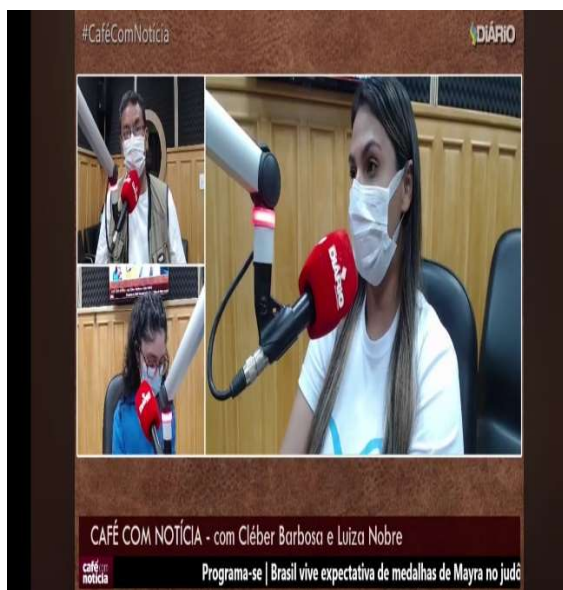 #CaféComNotícia
DIÁRIO
DIÁRIO
CAFÉ COM NOTÍCIA - com Cléber Barbosa e Luiza Nobre
café com
notícia
Programa-se | Brasil vive expectativa de medalhas de Mayra no judô